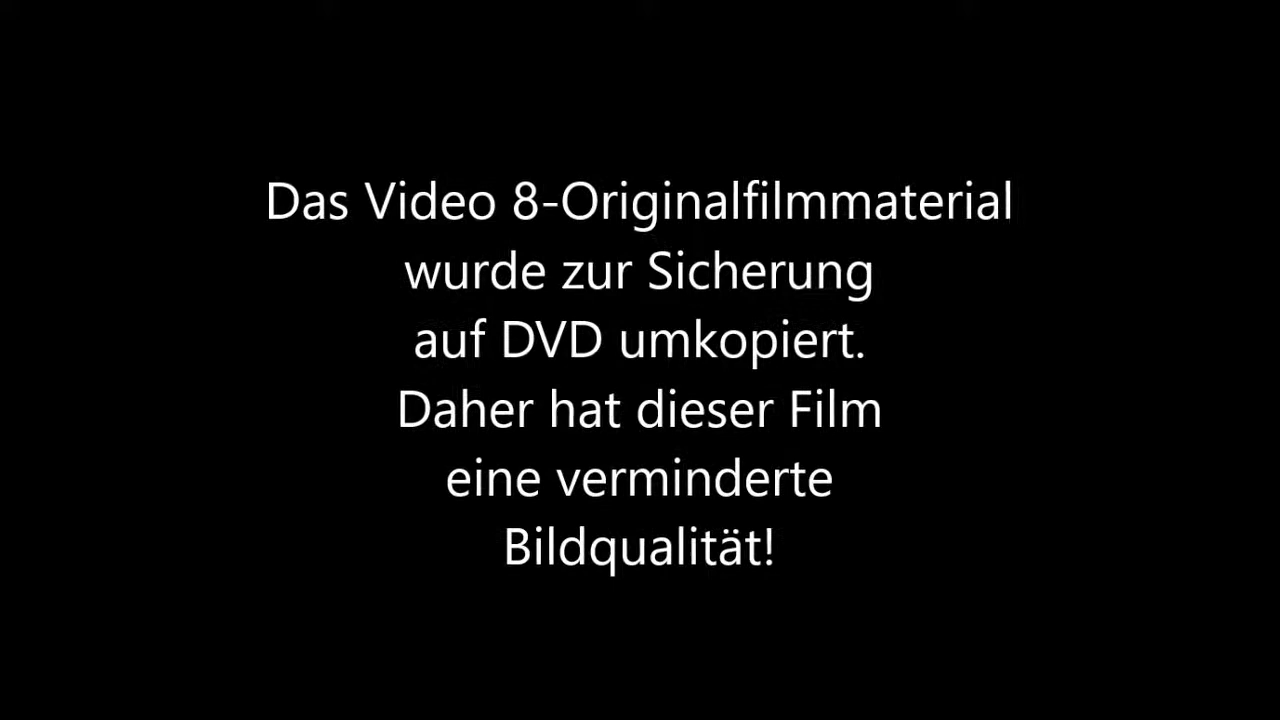 Das Video 8-Originalfilmmaterial
wurde zur Sicherung
auf DVD umkopiert.
Daher hat dieser Film
eine verminderte
Bildqualität!